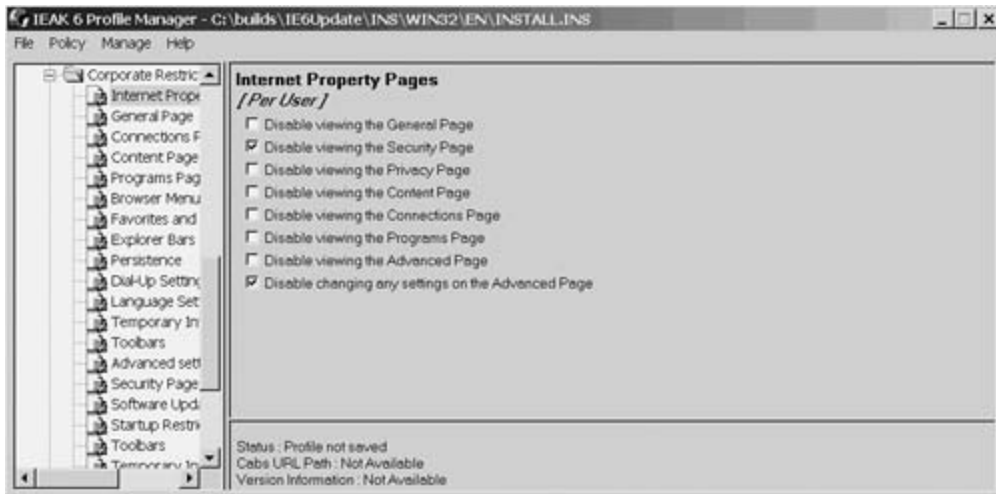 IEAK 6 Profile Manager - C:\builds\IE6Update\INS\WIN32\EN\INSTALL.INS
File Policy Manage Help
Corporate Restric
Internet Prope
General Page
Connections P
Content Page
Programs Pag
Browser Menu
Favorites and
Explorer Bars
Persistence
Dial-Up Setting
Language Set
Temporary In
Toolbars
Advanced sett
Security Page
Software Upda
Startup Restri
Toolbars
Temporary In
Internet Property Pages
[ Per User ]
Disable viewing the General Page
Disable viewing the Security Page
Disable viewing the Privacy Page
Disable viewing the Content Page
Disable viewing the Connections Page
Disable viewing the Programs Page
Disable viewing the Advanced Page
Disable changing any settings on the Advanced Page
Status : Profile not saved
Cabs URL Path : Not Available
Version Information : Not Available